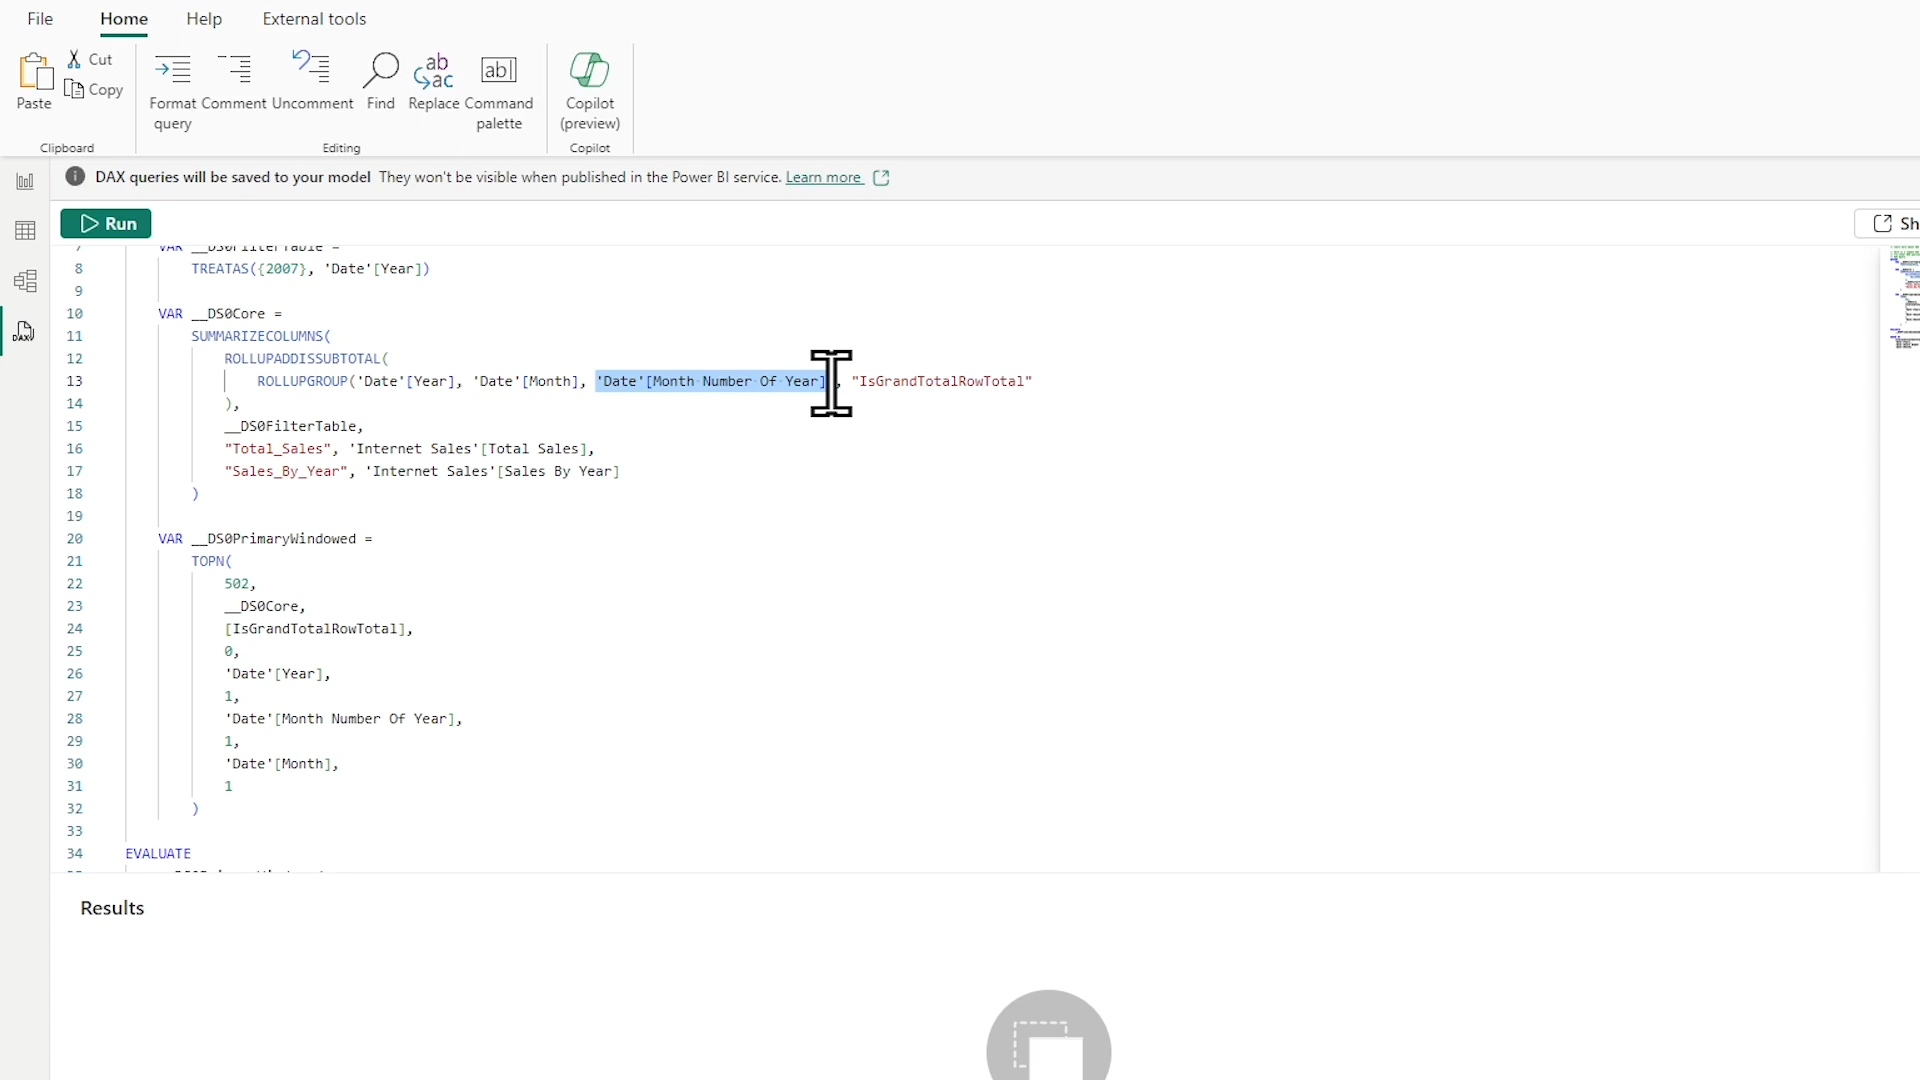 File Home Help External tools
Cut
Copy
Paste
Format query
Comment
Uncomment
Find
Replace
Command palette
Copilot (preview)
Clipboard
Editing
Copilot
DAX queries will be saved to your model They won't be visible when published in the Power BI service. Learn more
Run
Sh
7 VAR __DS0FilterTable =
8 TREATAS({2007}, 'Date'[Year])
9
10 VAR __DS0Core =
11 SUMMARIZECOLUMNS(
12 ROLLUPADDISSUBTOTAL(
13 ROLLUPGROUP('Date'[Year], 'Date'[Month], 'Date'[Month Number Of Year]), "IsGrandTotalRowTotal"
14 ),
15 __DS0FilterTable,
16 "Total_Sales", 'Internet Sales'[Total Sales],
17 "Sales_By_Year", 'Internet Sales'[Sales By Year]
18 )
19
20 VAR __DS0PrimaryWindowed =
21 TOPN(
22 502,
23 __DS0Core,
24 [IsGrandTotalRowTotal],
25 0,
26 'Date'[Year],
27 1,
28 'Date'[Month Number Of Year],
29 1,
30 'Date'[Month],
31 1
32 )
33
34 EVALUATE
Results